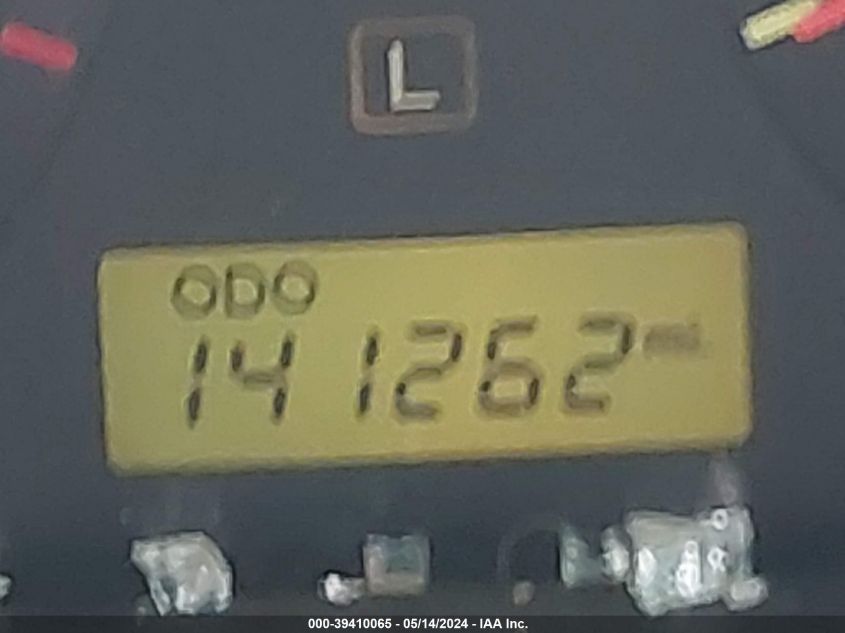 L
ODO
141262
000-39410065 - 05/14/2024 - IAA Inc.